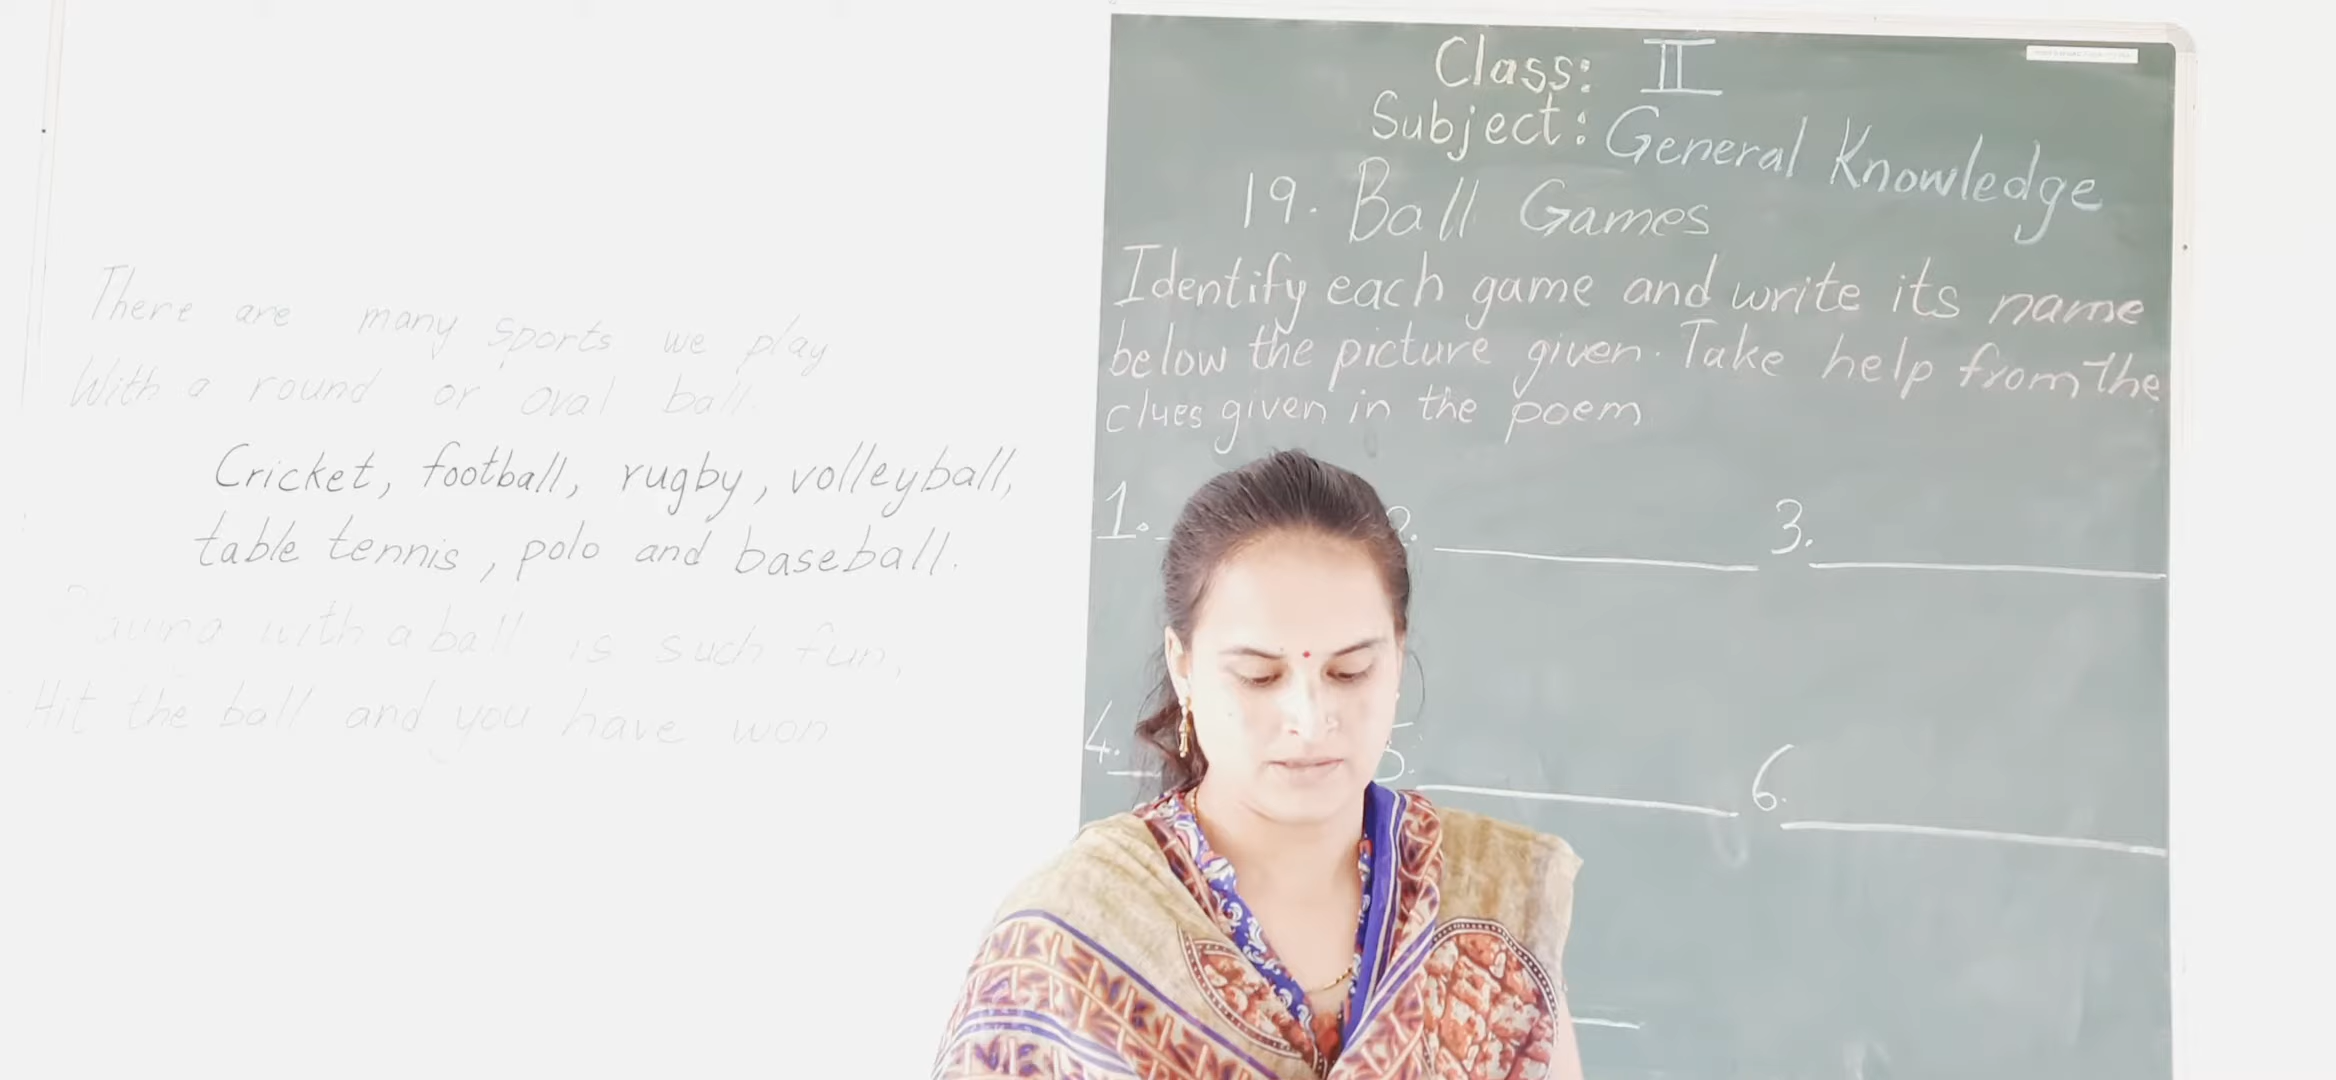 There are many sports we play
With a round or oval ball.
Cricket, football, rugby, volleyball,
table tennis, polo and baseball.
with a ball is such fun,
Hit the ball and you have won
Class: II
Subject: General Knowledge
19. Ball Games
Identify each game and write its name
below the picture given. Take help from the
clues given in the poem
1. 2. 3.
4. 5. 6.